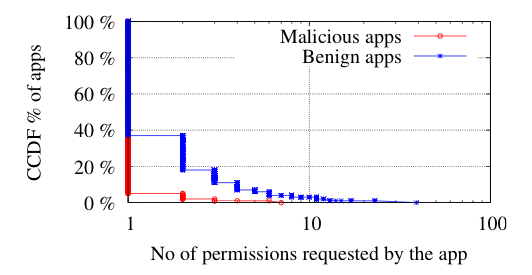 100 %
80 %
60 %
40 %
20 %
0 %
CCDF % of apps
Malicious apps
Benign apps
1
10
100
No of permissions requested by the app